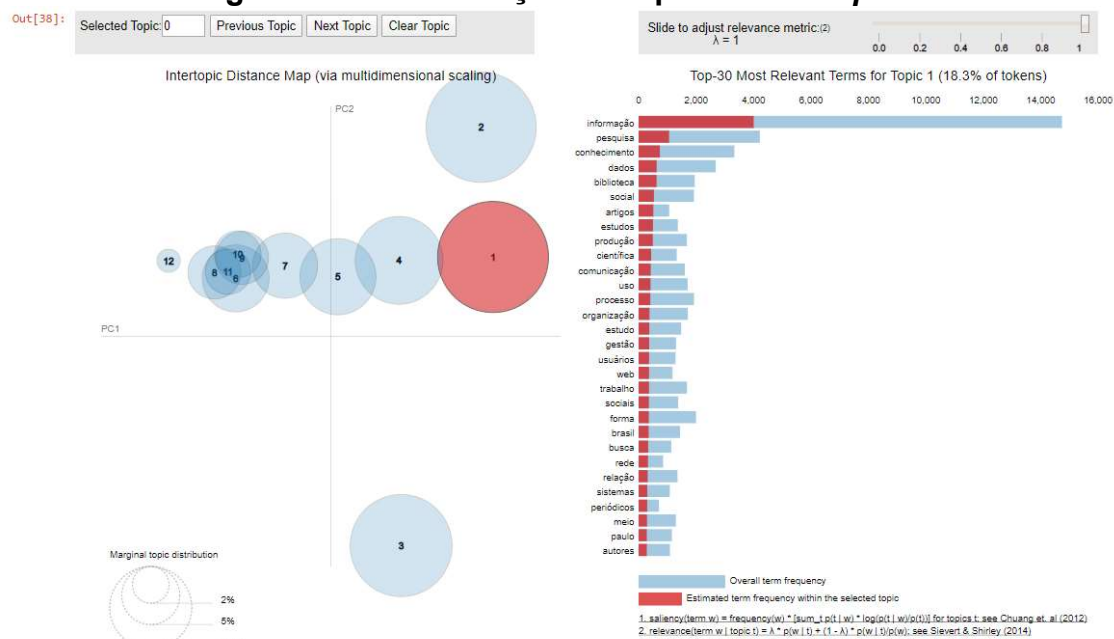 Out[38]:
Selected Topic: 0 Previous Topic Next Topic Clear Topic
Slide to adjust relevance metric:(2)
λ = 1
0.0 0.2 0.4 0.6 0.8 1
Intertopic Distance Map (via multidimensional scaling)
PC2
PC1
2
1
4
5
7
10
9
8
11
6
12
3
Marginal topic distribution
2%
5%
Top-30 Most Relevant Terms for Topic 1 (18.3% of tokens)
0 2,000 4,000 6,000 8,000 10,000 12,000 14,000 16,000
informação
pesquisa
conhecimento
dados
biblioteca
social
artigos
estudos
produção
científica
comunicação
uso
processo
organização
estudo
gestão
usuários
web
trabalho
sociais
forma
brasil
busca
rede
relação
sistemas
periódicos
meio
paulo
autores
Overall term frequency
Estimated term frequency within the selected topic
1. saliency(term w) = frequency(w) * [sum_t p(t | w) * log(p(t | w)/p(t))] for topics t; see Chuang et. al (2012)
2. relevance(term w | topic t) = λ * p(w | t) + (1 - λ) * p(w | t)/p(w); see Sievert & Shirley (2014)